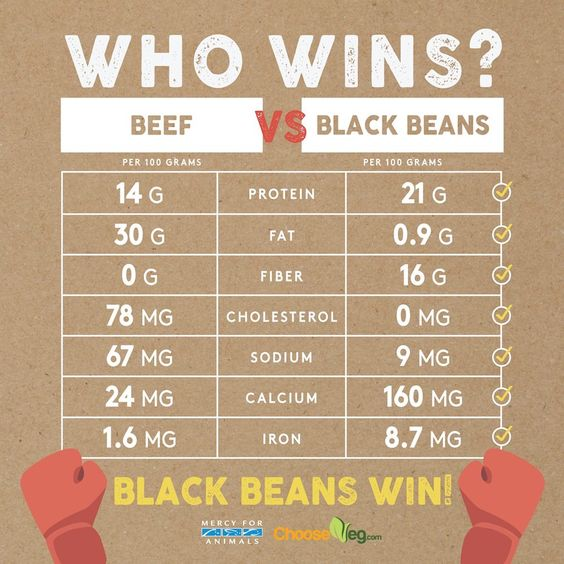 WHO WINS?
BEEF VS BLACK BEANS
PER 100 GRAMS PER 100 GRAMS
14 G PROTEIN 21 G
30 G FAT 0.9 G
0 G FIBER 16 G
78 MG CHOLESTEROL 0 MG
67 MG SODIUM 9 MG
24 MG CALCIUM 160 MG
1.6 MG IRON 8.7 MG
BLACK BEANS WIN!
MERCY FOR
ANIMALS
ChooseVeg.com